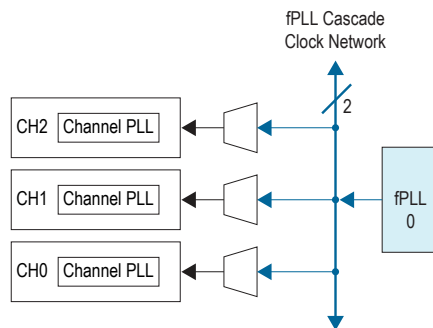 fPLL Cascade
Clock Network
2
CH2 Channel PLL
CH1 Channel PLL
fPLL
0
CH0 Channel PLL